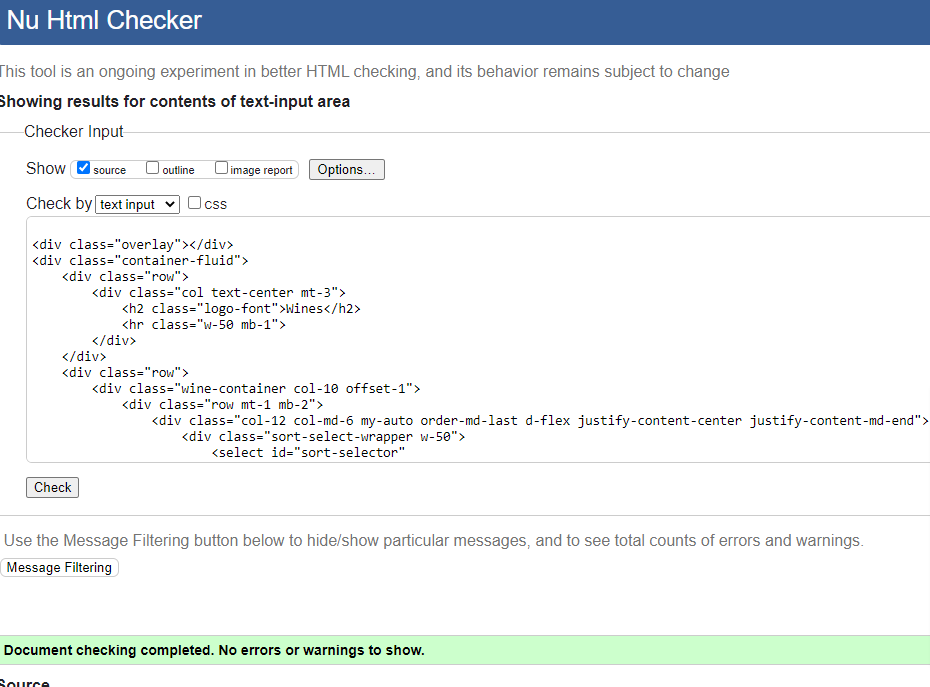 Nu Html Checker
This tool is an ongoing experiment in better HTML checking, and its behavior remains subject to change
Showing results for contents of text-input area
Checker Input
Show source outline image report Options...
Check by text input css
<div class="overlay"></div>
<div class="container-fluid">
<div class="row">
<div class="col text-center mt-3">
<h2 class="logo-font">Wines</h2>
<hr class="w-50 mb-1">
</div>
</div>
<div class="row">
<div class="wine-container col-10 offset-1">
<div class="row mt-1 mb-2">
<div class="col-12 col-md-6 my-auto order-md-last d-flex justify-content-center justify-content-md-end">
<div class="sort-select-wrapper w-50">
<select id="sort-selector"
Check
Use the Message Filtering button below to hide/show particular messages, and to see total counts of errors and warnings.
Message Filtering
Document checking completed. No errors or warnings to show.
Source